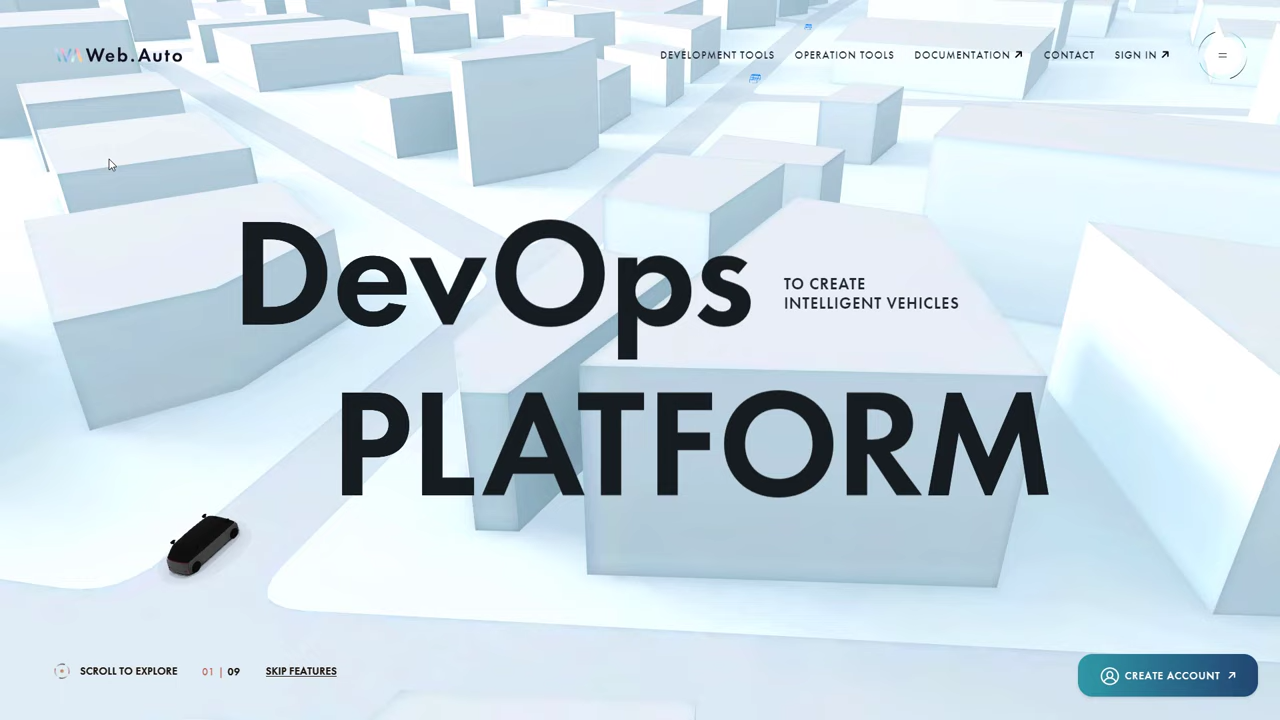 Web.Auto
DEVELOPMENT TOOLS
OPERATION TOOLS
DOCUMENTATION
CONTACT
SIGN IN
DevOps
TO CREATE
INTELLIGENT VEHICLES
PLATFORM
SCROLL TO EXPLORE
01 | 09
SKIP FEATURES
CREATE ACCOUNT